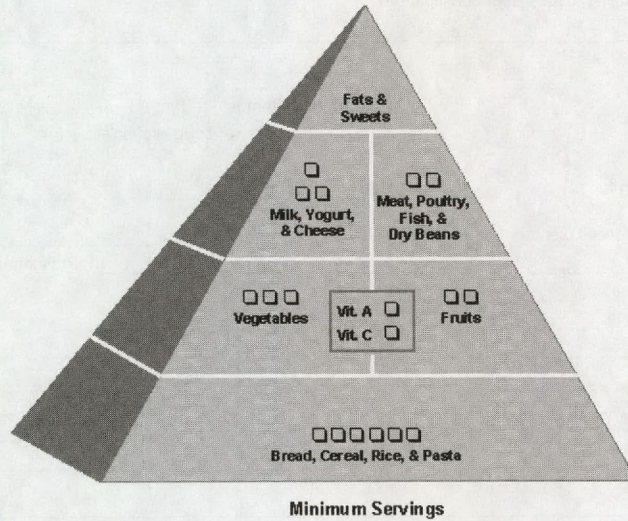 Fats &
Sweets
Milk, Yogurt,
& Cheese
Meat, Poultry,
Fish, &
Dry Beans
Vegetables
Vit. A
Vit. C
Fruits
Bread, Cereal, Rice, & Pasta
Minimum Servings